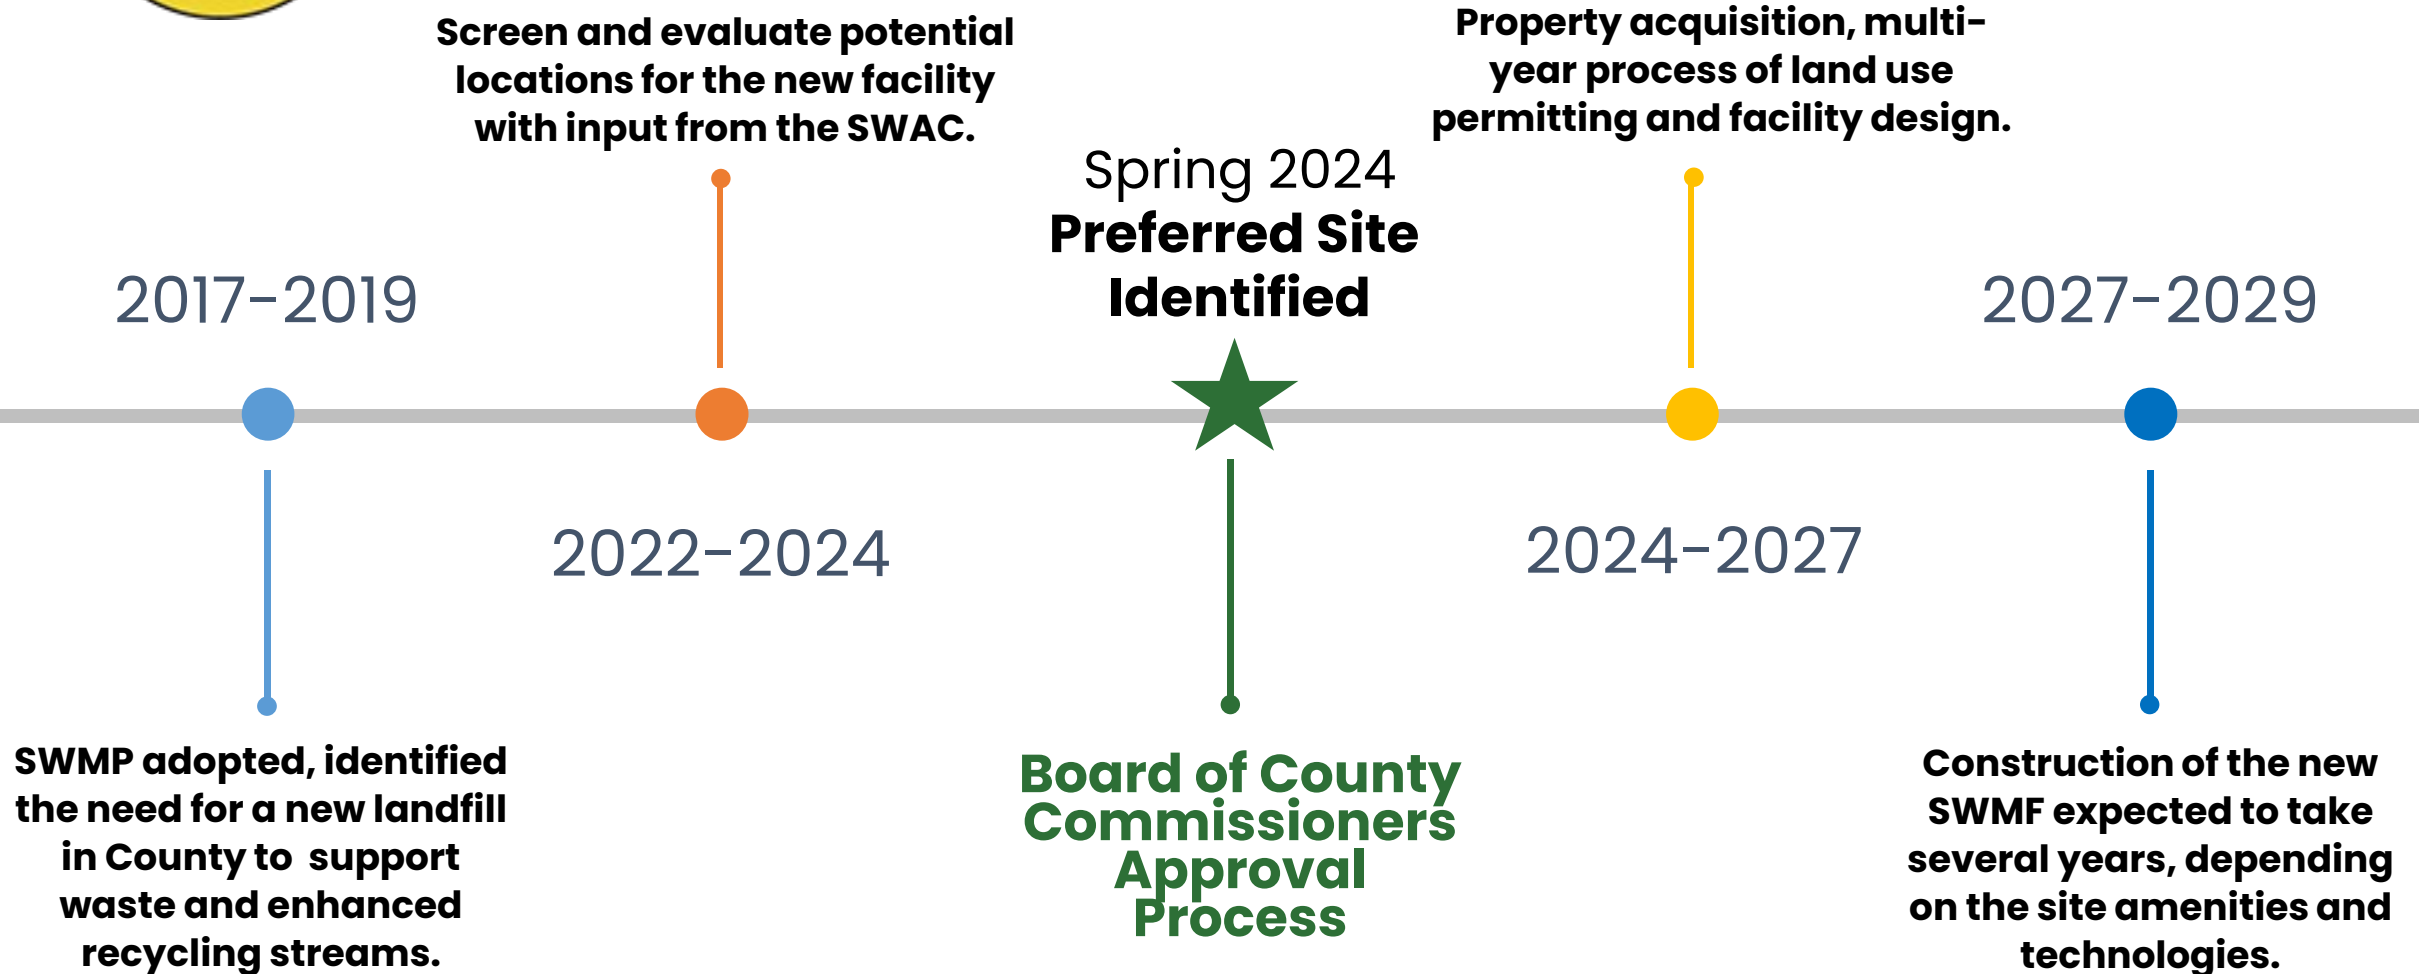 Screen and evaluate potential
locations for the new facility
with input from the SWAC.
Property acquisition, multi-
year process of land use
permitting and facility design.
Spring 2024
Preferred Site
Identified
2017-2019
2027-2029
2022-2024
2024-2027
SWMP adopted, identified
the need for a new landfill
in County to support
waste and enhanced
recycling streams.
Board of County
Commissioners
Approval
Process
Construction of the new
SWMF expected to take
several years, depending
on the site amenities and
technologies.